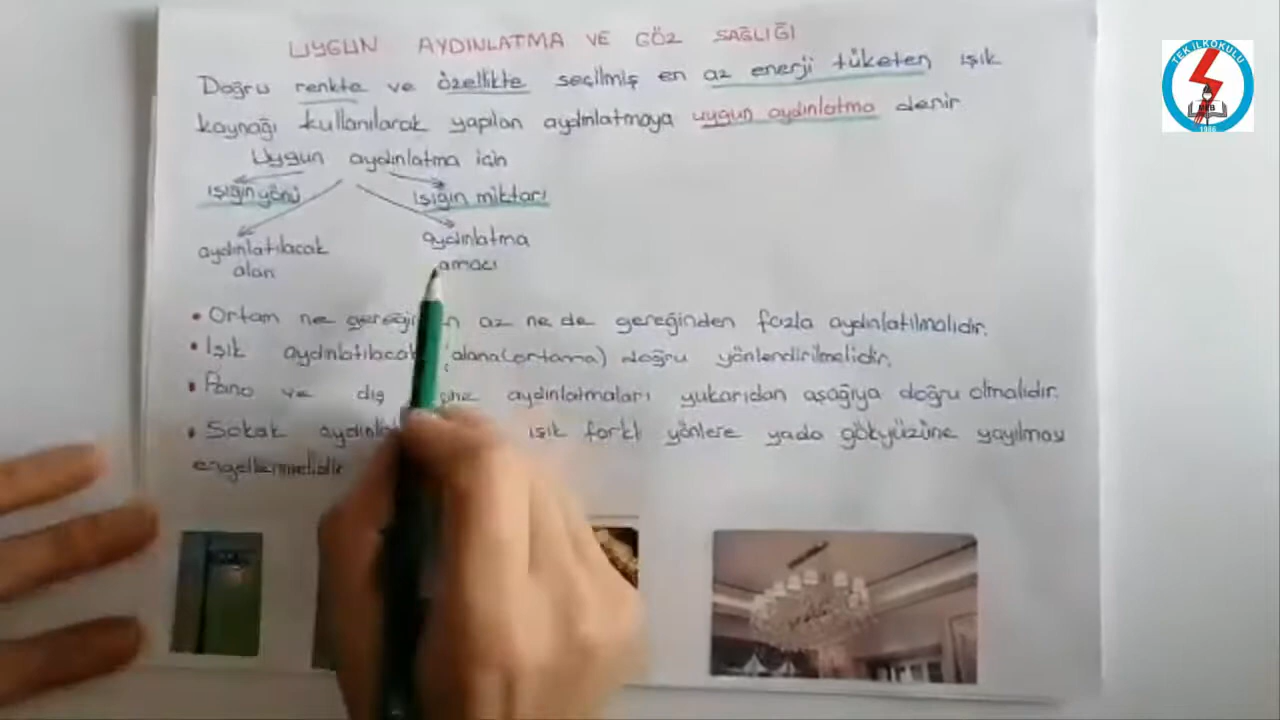 UYGUN AYDINLATMA VE GÖZ SAĞLIĞI
Doğru renkte ve özellikte seçilmiş en az enerji tüketen ışık
kaynağı kullanılarak yapılan aydınlatmaya uygun aydınlatma denir
Uygun aydınlatma için
ışığın yönü ışığın miktarı
aydınlatılacak aydınlatma
alan amacı
• Ortam ne az ne de gereğinden fazla aydınlatılmalıdır.
• Işık alana (ortama) doğru yönlendirilmelidir.
• Pano ve dış aydınlatmaları yukarıdan aşağıya doğru olmalıdır.
• Sokak ışık farklı yönlere yada gökyüzüne yayılması
engellenmelidir
TEK İLKOKULU
1986